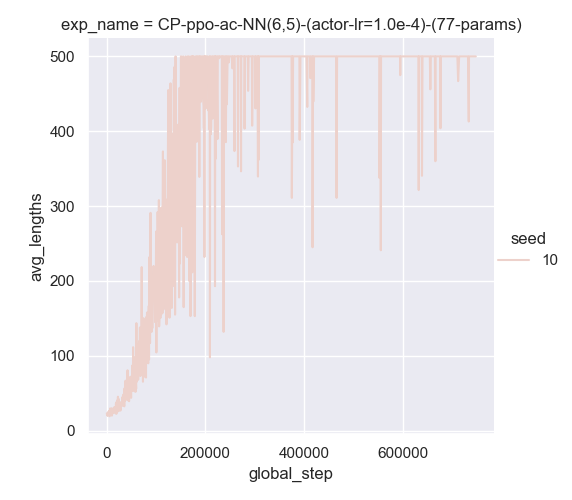 exp_name = CP-ppo-ac-NN(6,5)-(actor-lr=1.0e-4)-(77-params)
500
400
300
200
100
0
avg_lengths
seed
10
0 200000 400000 600000
global_step